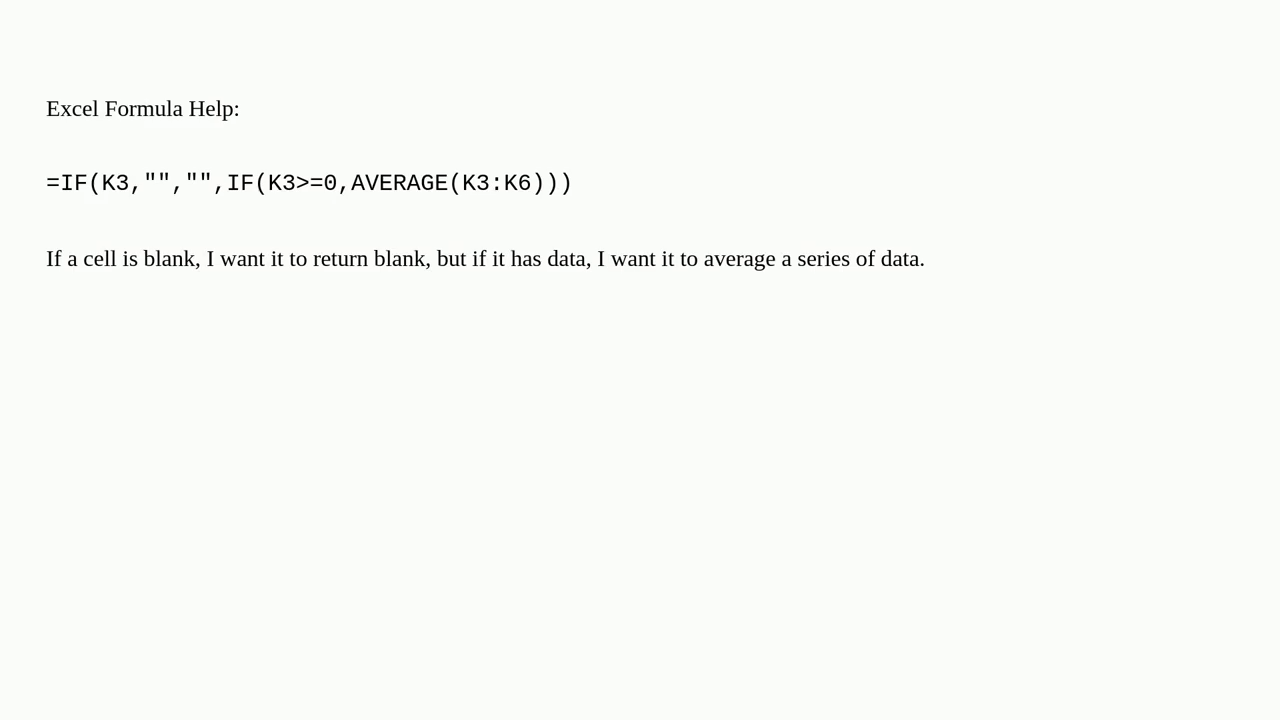 Excel Formula Help:
=IF(K3,"","",IF(K3>=0,AVERAGE(K3:K6)))
If a cell is blank, I want it to return blank, but if it has data, I want it to average a series of data.